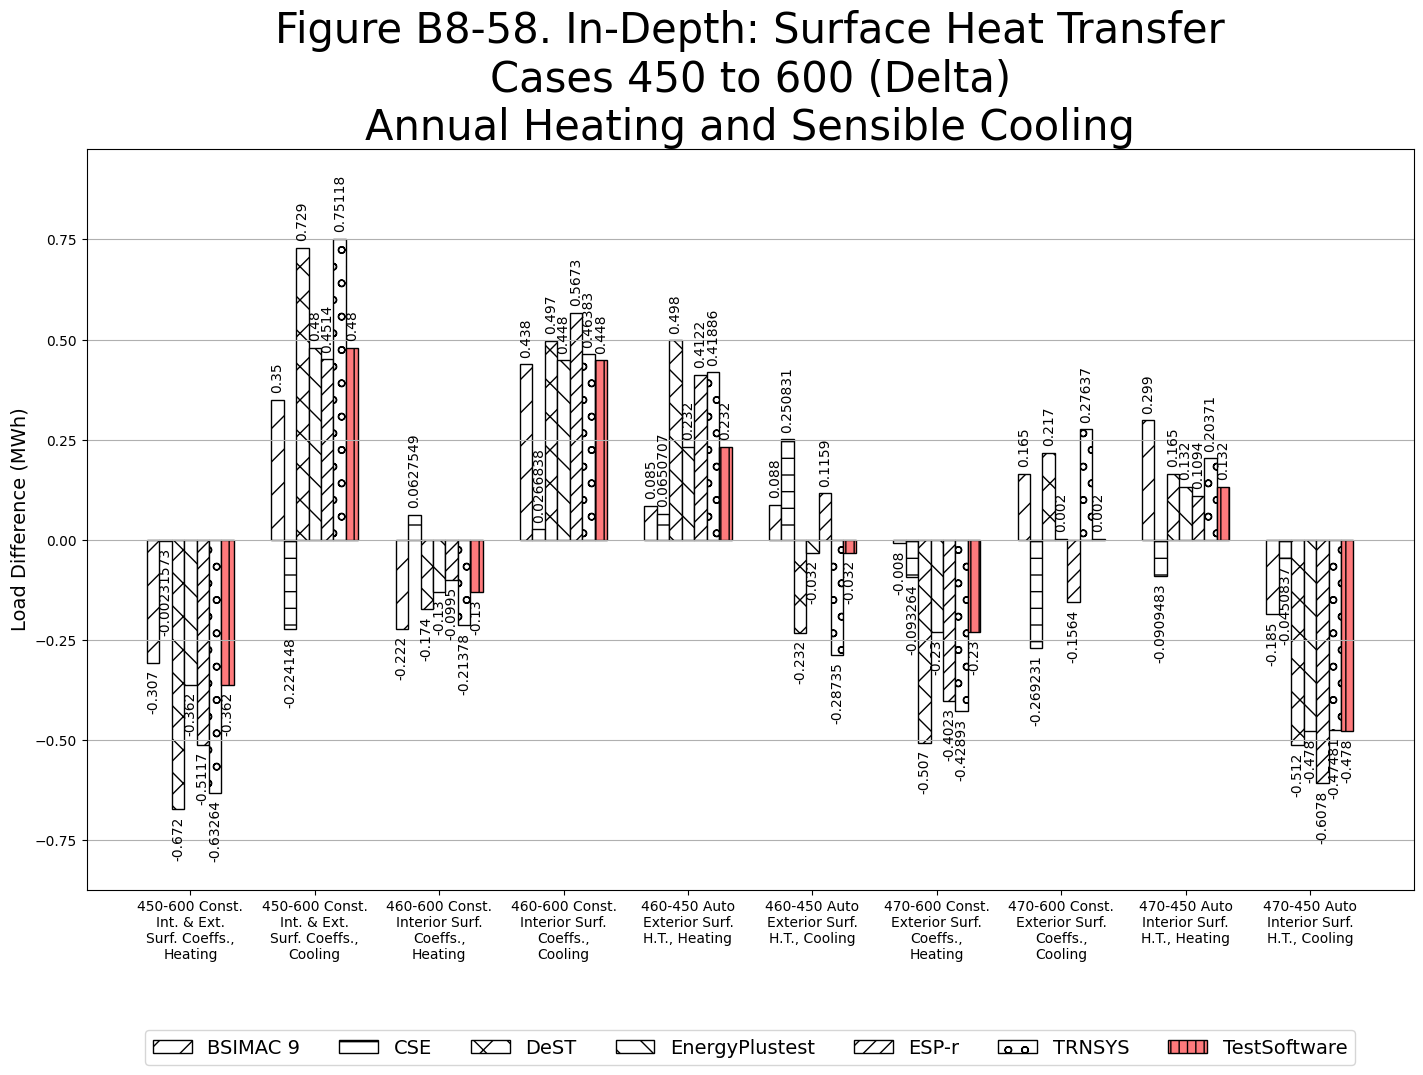 Figure B8-58. In-Depth: Surface Heat Transfer
Cases 450 to 600 (Delta)
Annual Heating and Sensible Cooling
Load Difference (MWh)
0.75
0.50
0.25
0.00
−0.25
−0.50
−0.75
-0.307
-0.00231573
-0.672
-0.362
-0.5117
-0.63264
-0.362
0.35
-0.224148
0.729
0.48
0.4514
0.75118
0.48
-0.222
0.0627549
-0.174
-0.13
-0.0995
-0.21378
-0.13
0.438
0.0266838
0.497
0.448
0.5673
0.46383
0.448
0.085
0.0650707
0.498
0.232
0.4122
0.41886
0.232
0.088
0.250831
-0.232
-0.032
0.1159
-0.28735
-0.032
-0.008
-0.093264
-0.507
-0.23
-0.4023
-0.42893
-0.23
0.165
-0.269231
0.217
0.002
-0.1564
0.27637
0.002
0.299
-0.0909483
0.165
0.132
0.1094
0.20371
0.132
-0.185
-0.0450837
-0.512
-0.478
-0.6078
-0.47481
-0.478
450-600 Const.
Int. & Ext.
Surf. Coeffs.,
Heating
450-600 Const.
Int. & Ext.
Surf. Coeffs.,
Cooling
460-600 Const.
Interior Surf.
Coeffs.,
Heating
460-600 Const.
Interior Surf.
Coeffs.,
Cooling
460-450 Auto
Exterior Surf.
H.T., Heating
460-450 Auto
Exterior Surf.
H.T., Cooling
470-600 Const.
Exterior Surf.
Coeffs.,
Heating
470-600 Const.
Exterior Surf.
Coeffs.,
Cooling
470-450 Auto
Interior Surf.
H.T., Heating
470-450 Auto
Interior Surf.
H.T., Cooling
BSIMAC 9
CSE
DeST
EnergyPlustest
ESP-r
TRNSYS
TestSoftware